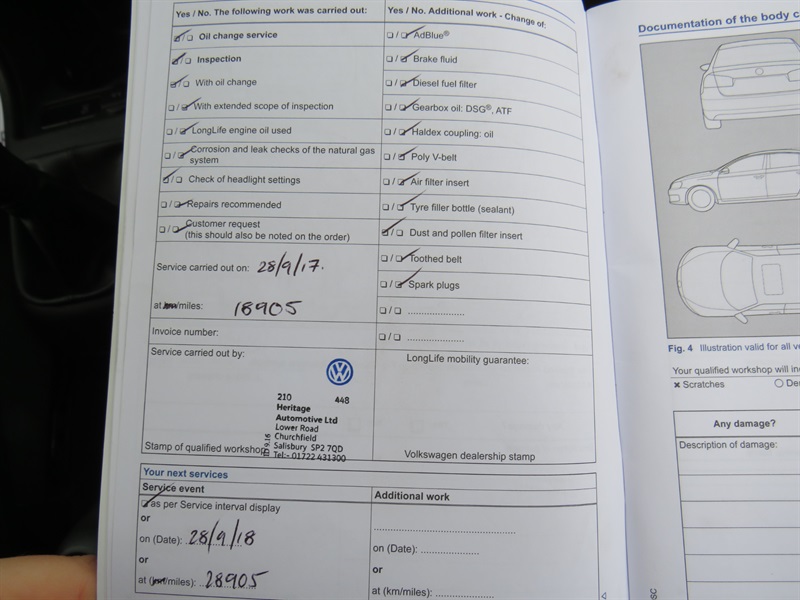 Yes / No. The following work was carried out:
☑ / ☐ Oil change service
☑ / ☐ Inspection
☑ / ☐ With oil change
☐ / ☑ With extended scope of inspection
☐ / ☑ LongLife engine oil used
☐ / ☑ Corrosion and leak checks of the natural gas
system
☑ / ☐ Check of headlight settings
☐ / ☑ Repairs recommended
☐ / ☑ Customer request
(this should also be noted on the order)
Service carried out on: 28/9/17.
at km/miles: 18905
Invoice number:
Service carried out by:
210 448
Heritage
Automotive Ltd
Lower Road
Churchfield
Salisbury SP2 7QD
Tel:- 01722 431300
Stamp of qualified workshop
Yes / No. Additional work - Change of:
☐ / ☑ AdBlue®
☐ / ☑ Brake fluid
☐ / ☑ Diesel fuel filter
☐ / ☑ Gearbox oil: DSG®, ATF
☐ / ☑ Haldex coupling: oil
☐ / ☑ Poly V-belt
☐ / ☑ Air filter insert
☐ / ☑ Tyre filler bottle (sealant)
☑ / ☐ Dust and pollen filter insert
☐ / ☑ Toothed belt
☐ / ☑ Spark plugs
☐ / ☐ .....................
☐ / ☐ .....................
LongLife mobility guarantee:
Volkswagen dealership stamp
Your next services
Service event
☑ as per Service interval display
or
on (Date): 28/9/18
or
at (km/miles): 28905
Additional work
on (Date): ................
or
at (km/miles): ................
Documentation of the body c
Fig. 4 Illustration valid for all ve
Your qualified workshop will in
✖ Scratches ○ De
Any damage?
Description of damage: